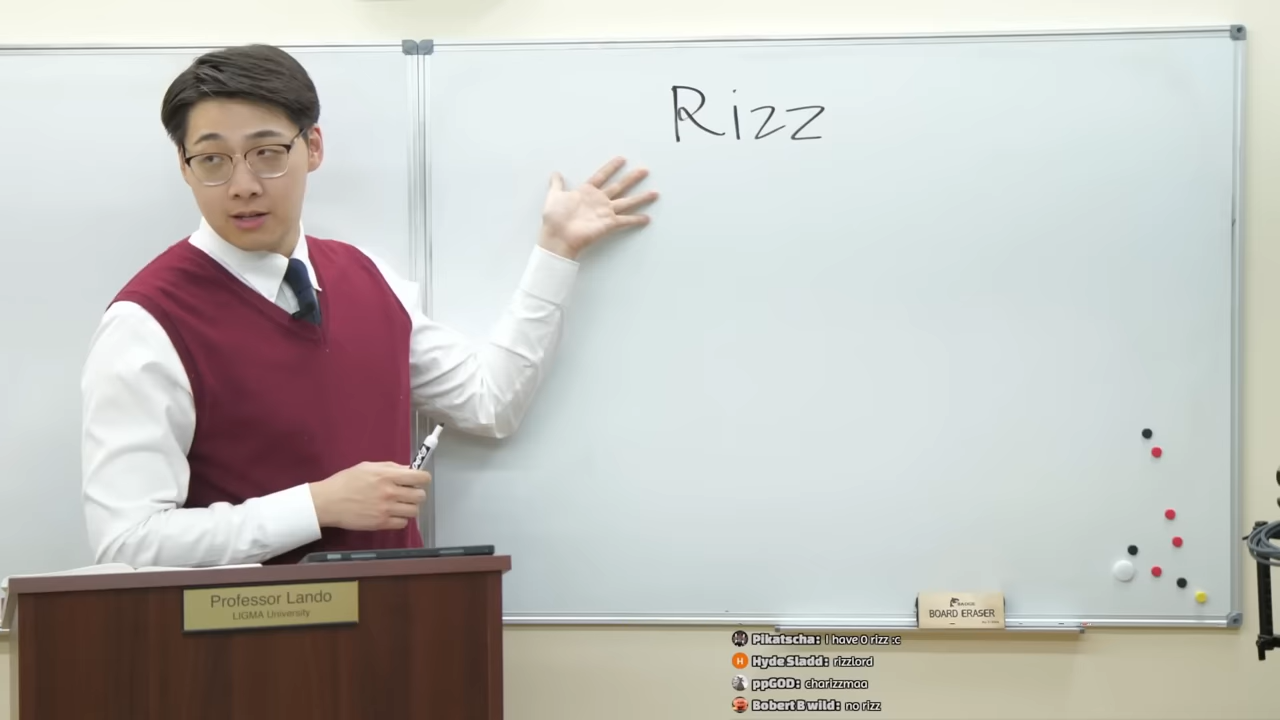 Rizz
Professor Lando
LIGMA University
BOARD ERASER
Pikatscha: I have 0 rizz :c
Hyde Sladd: rizzlord
ppGOD: charizzmaa
Bobert B wild: no rizz